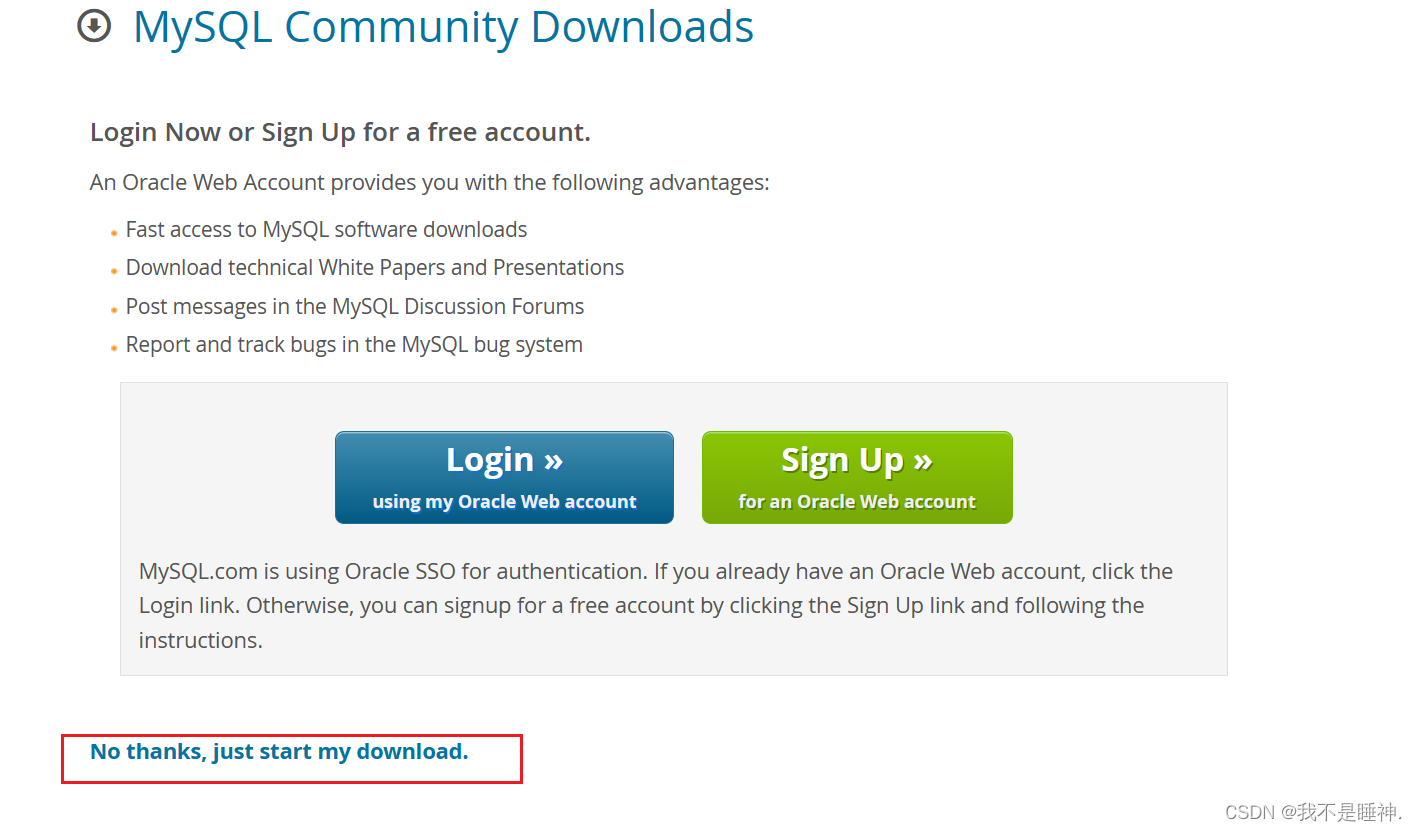 MySQL Community Downloads
Login Now or Sign Up for a free account.
An Oracle Web Account provides you with the following advantages:
Fast access to MySQL software downloads
Download technical White Papers and Presentations
Post messages in the MySQL Discussion Forums
Report and track bugs in the MySQL bug system
Login »
using my Oracle Web account
Sign Up »
for an Oracle Web account
MySQL.com is using Oracle SSO for authentication. If you already have an Oracle Web account, click the
Login link. Otherwise, you can signup for a free account by clicking the Sign Up link and following the
instructions.
No thanks, just start my download.
CSDN @我不是睡神.